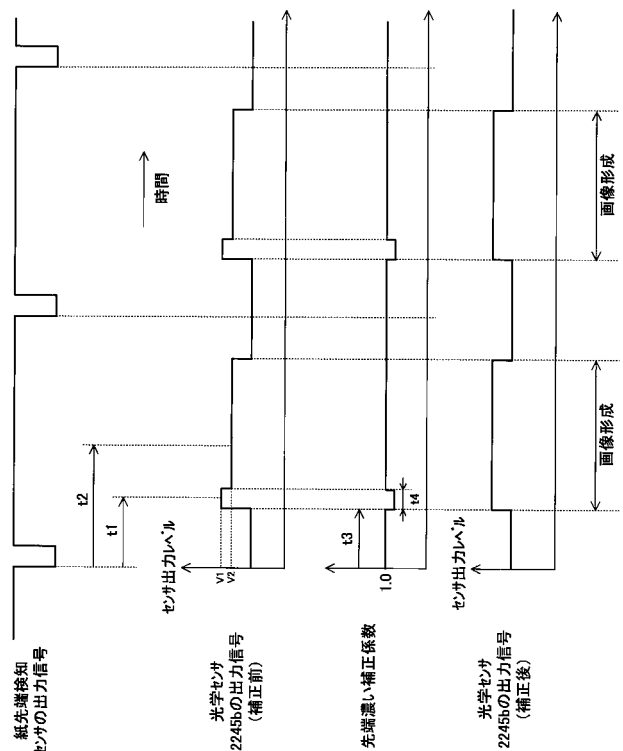 紙先端検知
センサの出力信号
時間
t2
t1
センサ出力レベル
V1
V2
光学センサ
2245bの出力信号
(補正前)
t3
t4
1.0
先端濃い補正係数
センサ出力レベル
光学センサ
2245bの出力信号
(補正後)
画像形成
画像形成